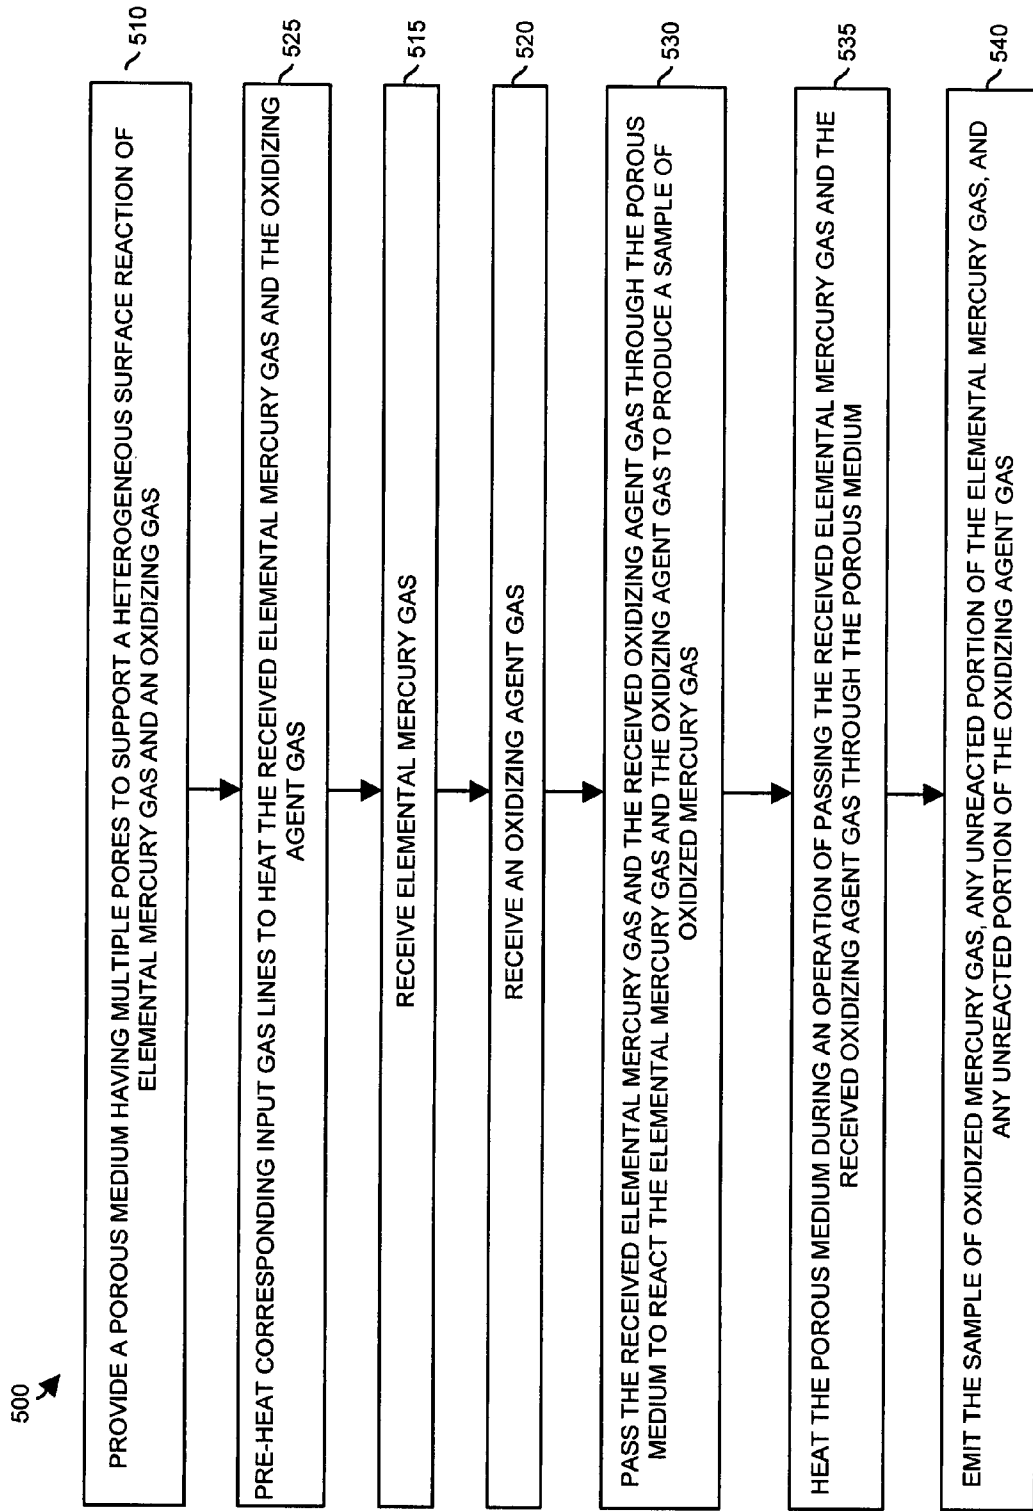 500
PROVIDE A POROUS MEDIUM HAVING MULTIPLE PORES TO SUPPORT A HETEROGENEOUS SURFACE REACTION OF
ELEMENTAL MERCURY GAS AND AN OXIDIZING GAS
510
PRE-HEAT CORRESPONDING INPUT GAS LINES TO HEAT THE RECEIVED ELEMENTAL MERCURY GAS AND THE OXIDIZING
AGENT GAS
525
RECEIVE ELEMENTAL MERCURY GAS
515
RECEIVE AN OXIDIZING AGENT GAS
520
PASS THE RECEIVED ELEMENTAL MERCURY GAS AND THE RECEIVED OXIDIZING AGENT GAS THROUGH THE POROUS
MEDIUM TO REACT THE ELEMENTAL MERCURY GAS AND THE OXIDIZING AGENT GAS TO PRODUCE A SAMPLE OF
OXIDIZED MERCURY GAS
530
HEAT THE POROUS MEDIUM DURING AN OPERATION OF PASSING THE RECEIVED ELEMENTAL MERCURY GAS AND THE
RECEIVED OXIDIZING AGENT GAS THROUGH THE POROUS MEDIUM
535
EMIT THE SAMPLE OF OXIDIZED MERCURY GAS, ANY UNREACTED PORTION OF THE ELEMENTAL MERCURY GAS, AND
ANY UNREACTED PORTION OF THE OXIDIZING AGENT GAS
540